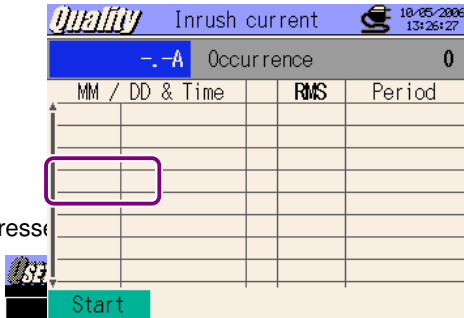 Quality Inrush current 10/05/2006
13:26:27
-.-A Occurrence 0
MM / DD & Time RMS Period
Start